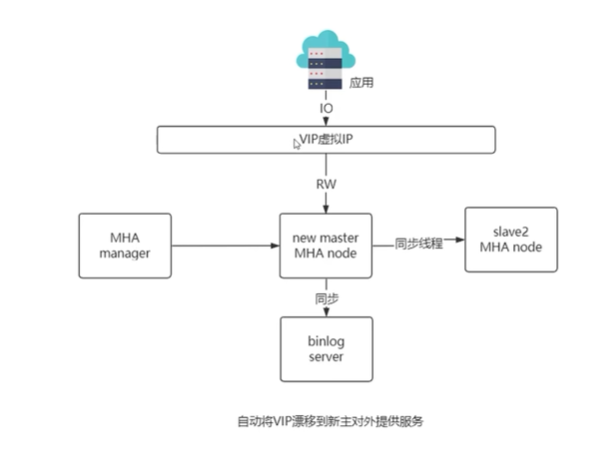 应用
IO
VIP虚拟IP
RW
MHA
manager
new master
MHA node
同步线程
slave2
MHA node
同步
binlog
server
自动将VIP漂移到新主对外提供服务